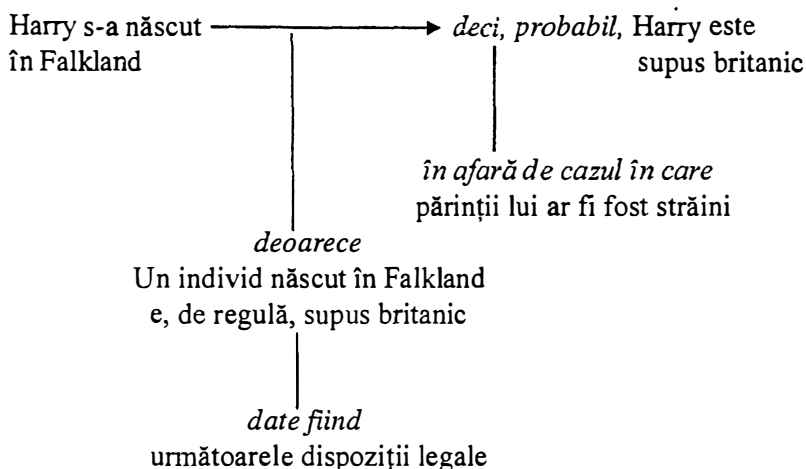 Harry s-a născut
în Falkland
deci, probabil, Harry este
supus britanic
în afară de cazul în care
părinții lui ar fi fost străini
deoarece
Un individ născut în Falkland
e, de regulă, supus britanic
date fiind
următoarele dispoziții legale